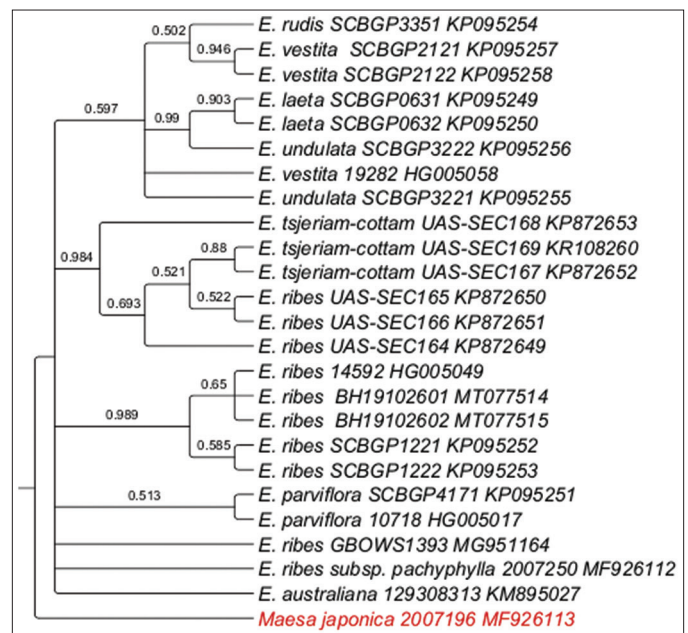 0.502
E. rudis SCBGP3351 KP095254
0.946
E. vestita SCBGP2121 KP095257
E. vestita SCBGP2122 KP095258
0.597
0.903
E. laeta SCBGP0631 KP095249
0.99
E. laeta SCBGP0632 KP095250
E. undulata SCBGP3222 KP095256
E. vestita 19282 HG005058
E. undulata SCBGP3221 KP095255
E. tsjeriam-cottam UAS-SEC168 KP872653
0.984
0.88
E. tsjeriam-cottam UAS-SEC169 KR108260
0.521
E. tsjeriam-cottam UAS-SEC167 KP872652
0.693
0.522
E. ribes UAS-SEC165 KP872650
E. ribes UAS-SEC166 KP872651
E. ribes UAS-SEC164 KP872649
E. ribes 14592 HG005049
0.65
E. ribes BH19102601 MT077514
0.989
E. ribes BH19102602 MT077515
0.585
E. ribes SCBGP1221 KP095252
E. ribes SCBGP1222 KP095253
0.513
E. parviflora SCBGP4171 KP095251
E. parviflora 10718 HG005017
E. ribes GBOWS1393 MG951164
E. ribes subsp. pachyphylla 2007250 MF926112
E. australiana 129308313 KM895027
Maesa japonica 2007196 MF926113